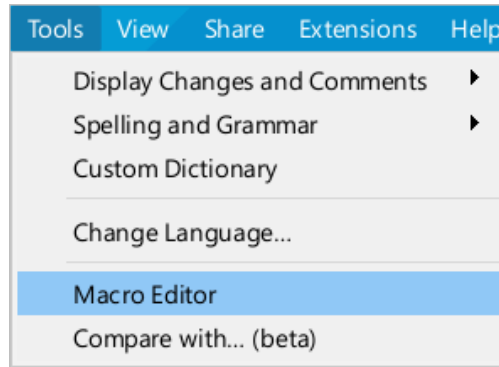 Tools View Share Extensions Help
Display Changes and Comments
Spelling and Grammar
Custom Dictionary
Change Language...
Macro Editor
Compare with... (beta)